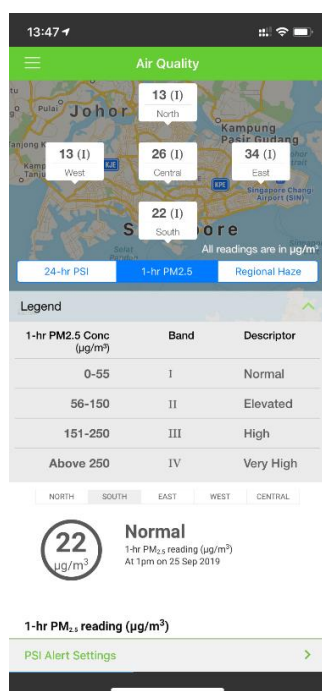 13:47
Air Quality
Pulai
Johor
13 (I)
North
Kampung
Pasir Gudang
13 (I)
West
KJE
26 (I)
Central
34 (I)
East
KPE
Singapore Changi
Airport (SIN)
22 (I)
South
All readings are in µg/m³
24-hr PSI 1-hr PM2.5 Regional Haze
Legend
1-hr PM2.5 Conc (µg/m³) Band Descriptor
0-55 I Normal
56-150 II Elevated
151-250 III High
Above 250 IV Very High
NORTH SOUTH EAST WEST CENTRAL
22
µg/m³
Normal
1-hr PM₂.₅ reading (µg/m³)
At 1pm on 25 Sep 2019
1-hr PM₂.₅ reading (µg/m³)
PSI Alert Settings